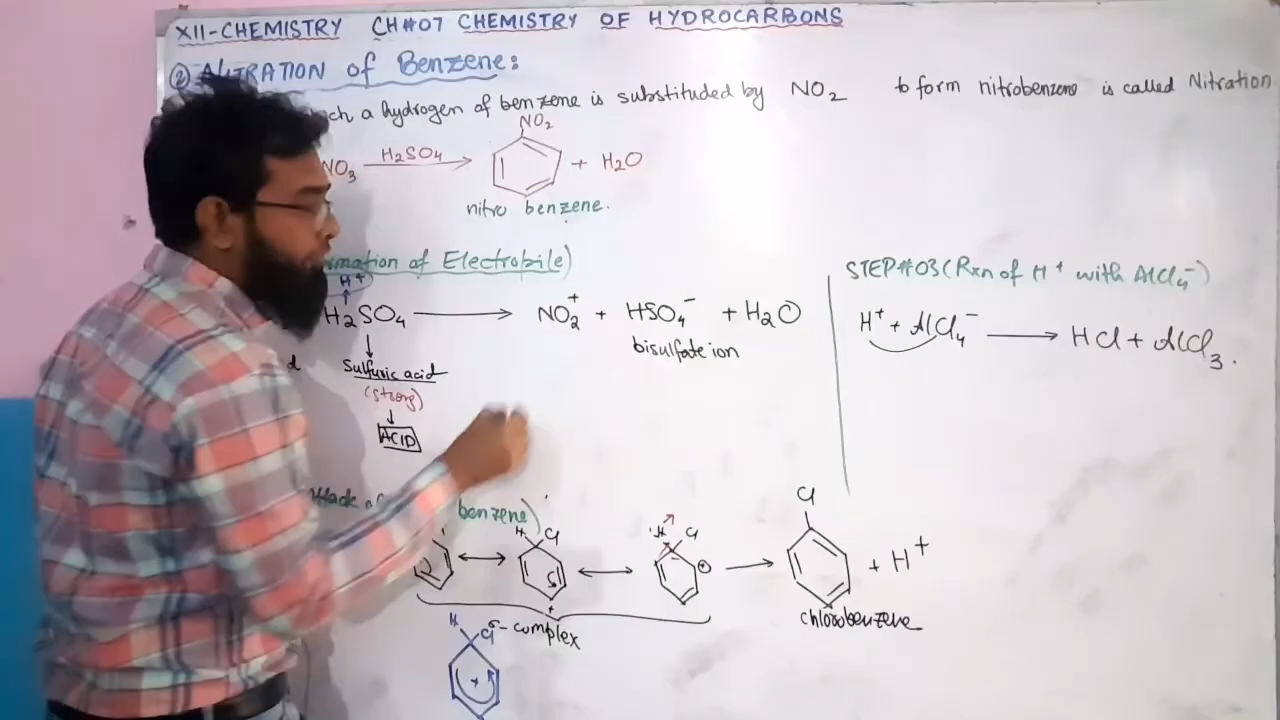 XII-CHEMISTRY CH#07 CHEMISTRY OF HYDROCARBONS
② NITRATION of Benzene:
a hydrogen of benzene is substituded by NO2 to form nitrobenzene is called Nitration.
NO2
NO3 H2SO4 → + H2O
nitro benzene.
of Electrobile)
STEP#03 (Rxn of H+ with AlCl4-)
H+
H2SO4 → NO2+ + HSO4- + H2O
H+ + AlCl4- → HCl + AlCl3.
bisulfate ion
Sulfuric acid
(strong)
ACID
benzene)
H Cl
H Cl
Cl
+ H+
+
σ-complex
chlorobenzene
H Cl
+